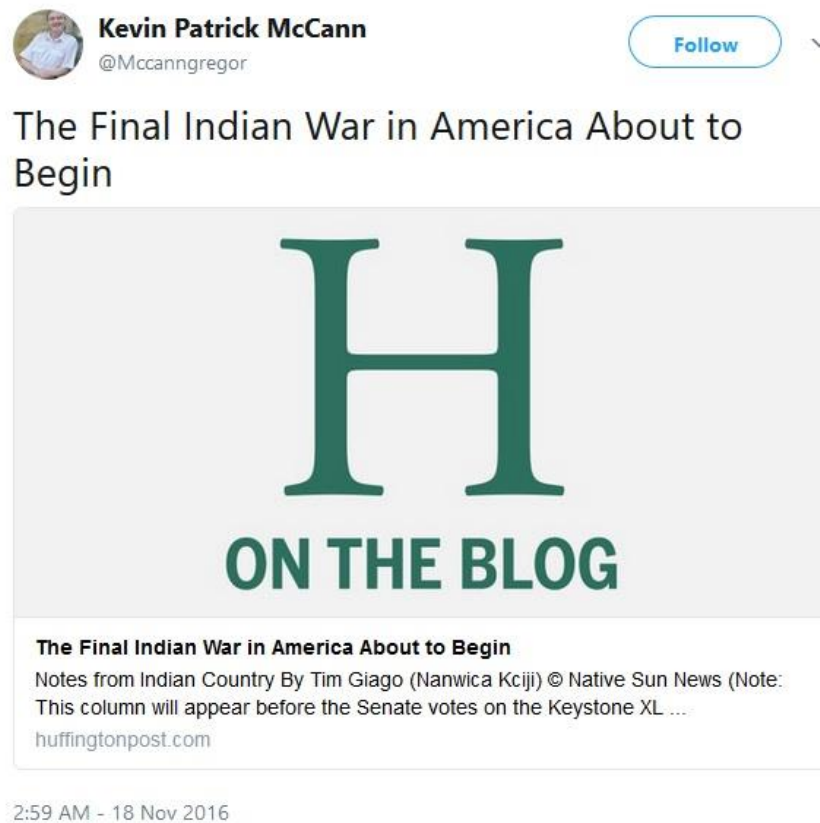 Kevin Patrick McCann
@Mccanngregor
Follow
The Final Indian War in America About to
Begin
H
ON THE BLOG
The Final Indian War in America About to Begin
Notes from Indian Country By Tim Giago (Nanwica Kciji) © Native Sun News (Note:
This column will appear before the Senate votes on the Keystone XL ...
huffingtonpost.com
2:59 AM - 18 Nov 2016